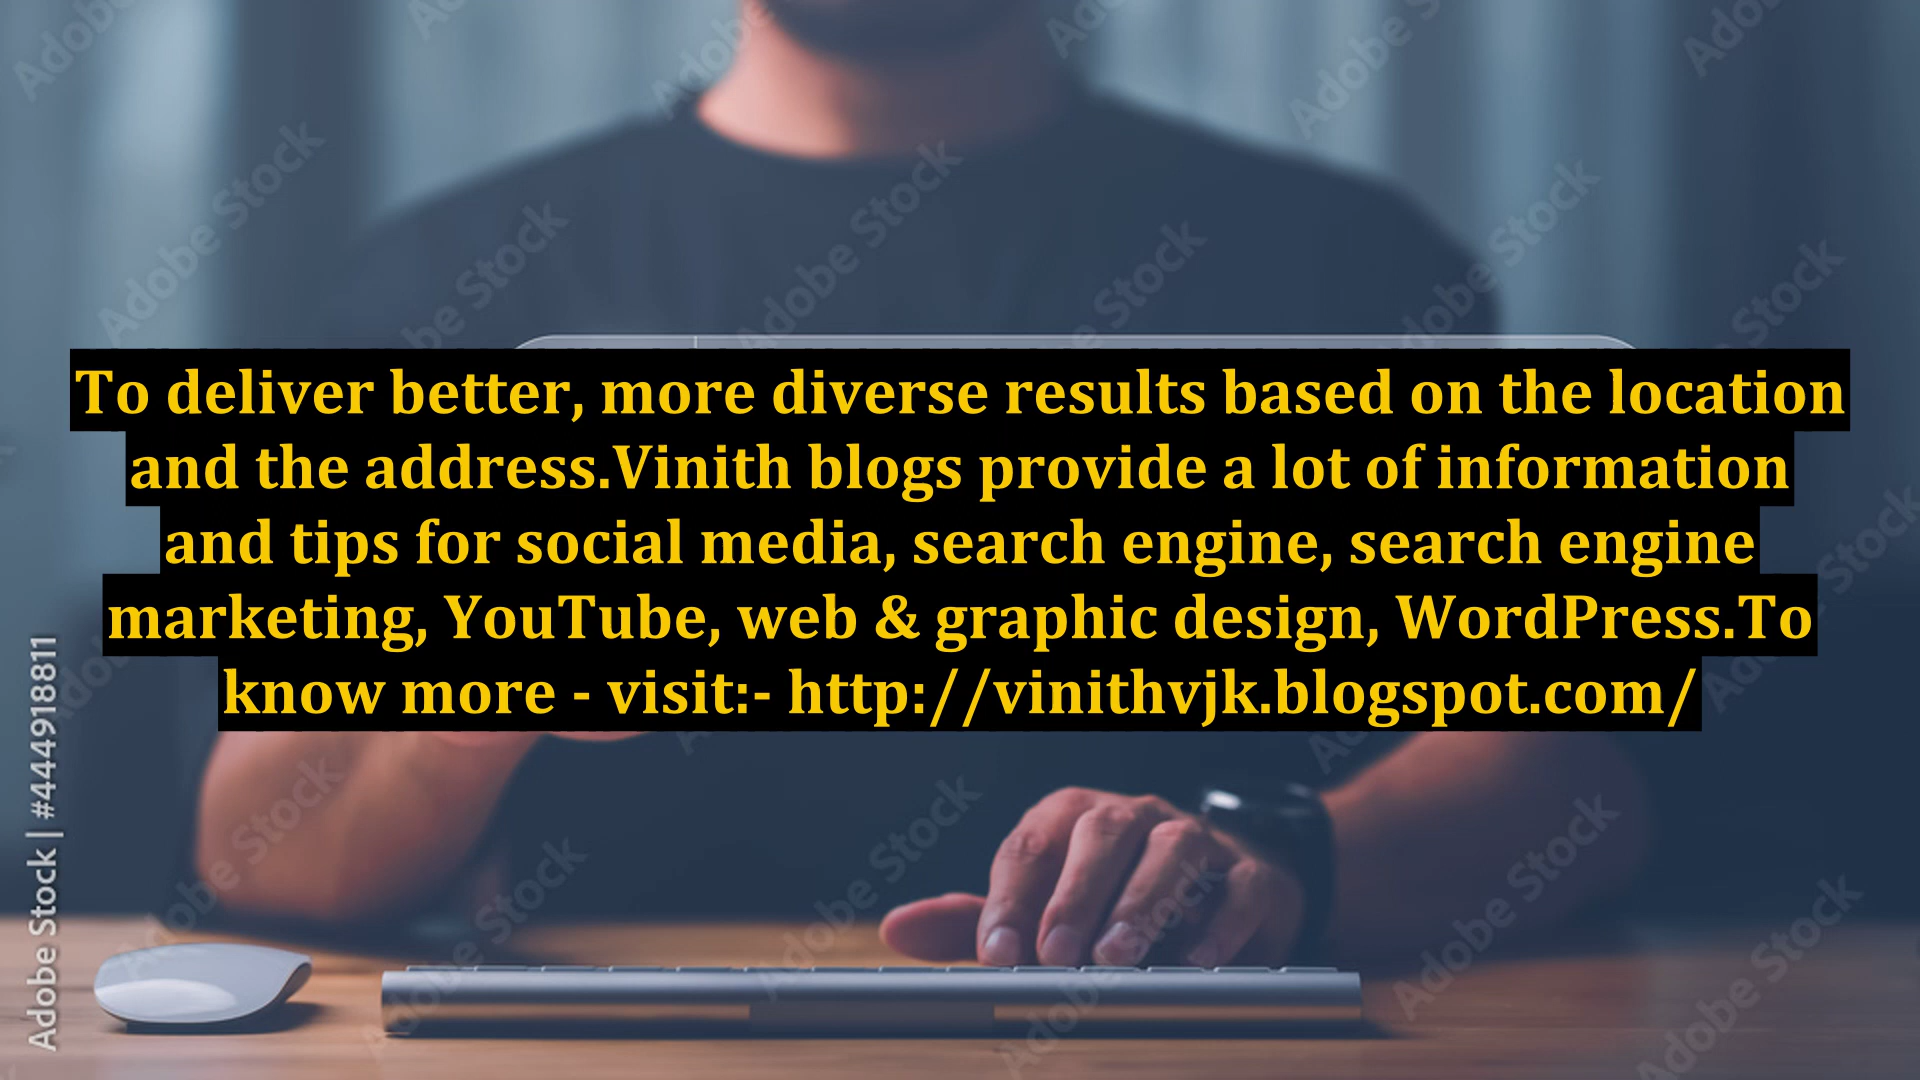 To deliver better, more diverse results based on the location
and the address.Vinith blogs provide a lot of information
and tips for social media, search engine, search engine
marketing, YouTube, web & graphic design, WordPress.To
know more - visit:- http://vinithvjk.blogspot.com/
Adobe Stock | #444918811
Adobe Stock